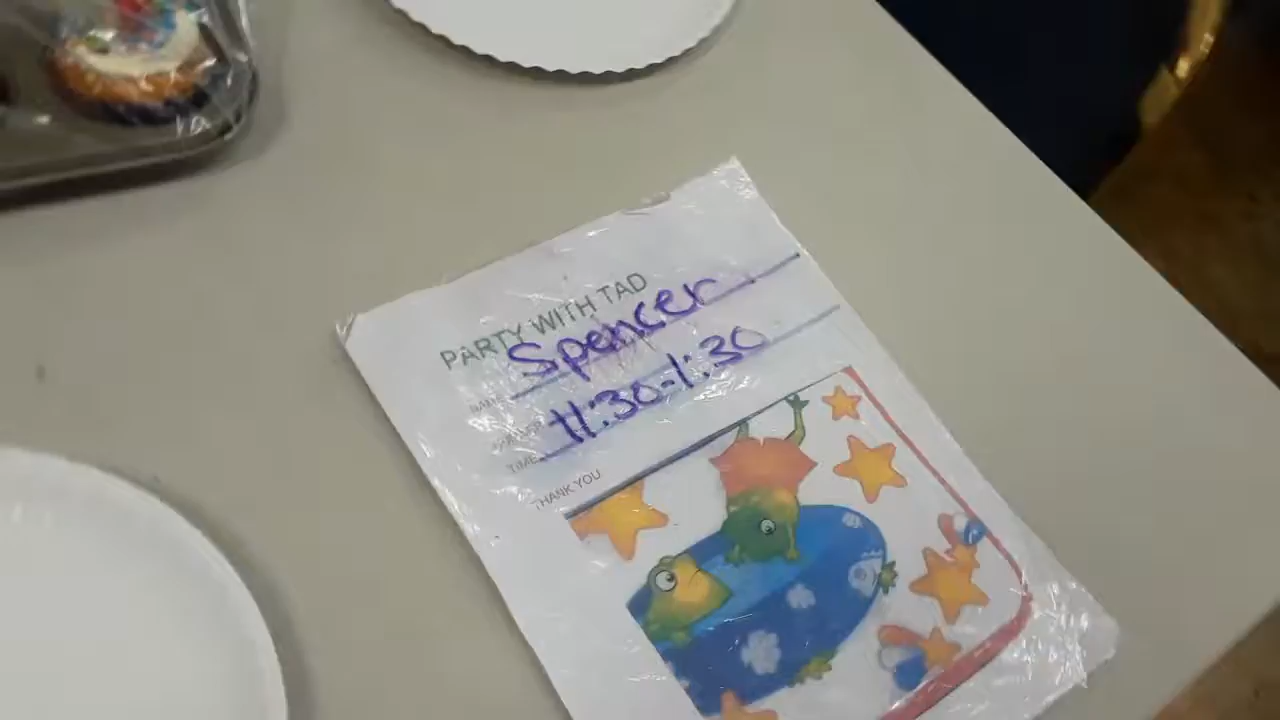 PARTY WITH TAD
Spencer
11:30-1:30
TIME
THANK YOU